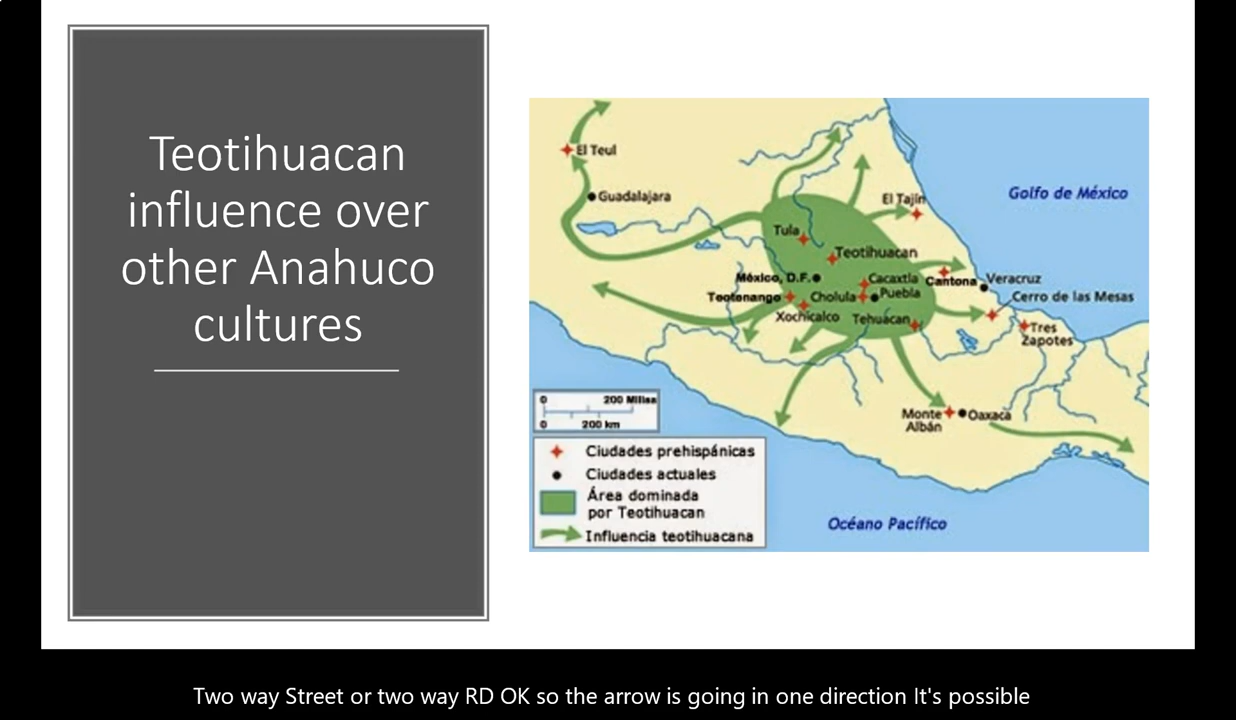 Teotihuacan
influence over
other Anahuco
cultures
El Teul
Guadalajara
Golfo de México
El Tajín
Tula
Teotihuacan
México, D.F.
Cacaxtla
Cantona
Veracruz
Teotenango
Cholula
Puebla
Cerro de las Mesas
Xochicalco
Tehuacan
Tres
Zapotes
Monte
Albán
Oaxaca
0 200 Millas
0 200 km
Ciudades prehispánicas
Ciudades actuales
Área dominada
por Teotihuacan
Influencia teotihuacana
Océano Pacífico
Two way Street or two way RD OK so the arrow is going in one direction It's possible